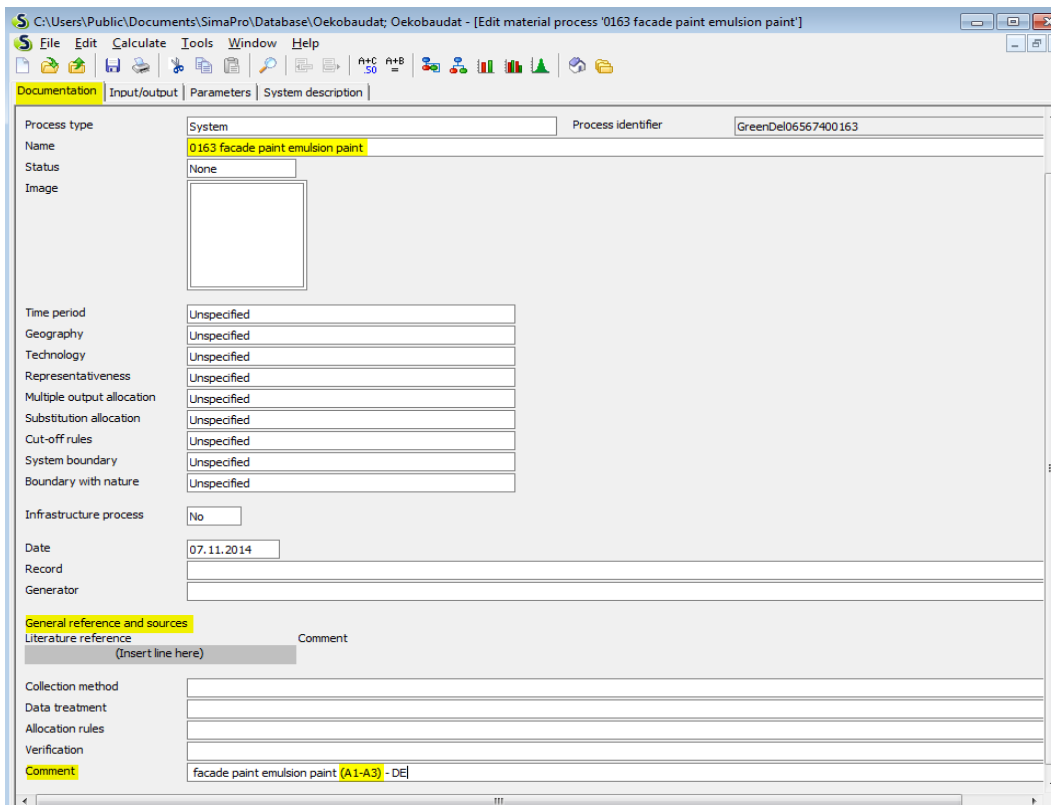 C:\Users\Public\Documents\SimaPro\Database\Oekobaudat; Oekobaudat - [Edit material process '0163 facade paint emulsion paint']
File Edit Calculate Tools Window Help
A+C .50 A+B =
Documentation Input/output Parameters System description
Process type System Process identifier GreenDel06567400163
Name 0163 facade paint emulsion paint
Status None
Image
Time period Unspecified
Geography Unspecified
Technology Unspecified
Representativeness Unspecified
Multiple output allocation Unspecified
Substitution allocation Unspecified
Cut-off rules Unspecified
System boundary Unspecified
Boundary with nature Unspecified
Infrastructure process No
Date 07.11.2014
Record
Generator
General reference and sources
Literature reference Comment
(Insert line here)
Collection method
Data treatment
Allocation rules
Verification
Comment facade paint emulsion paint (A1-A3) - DE